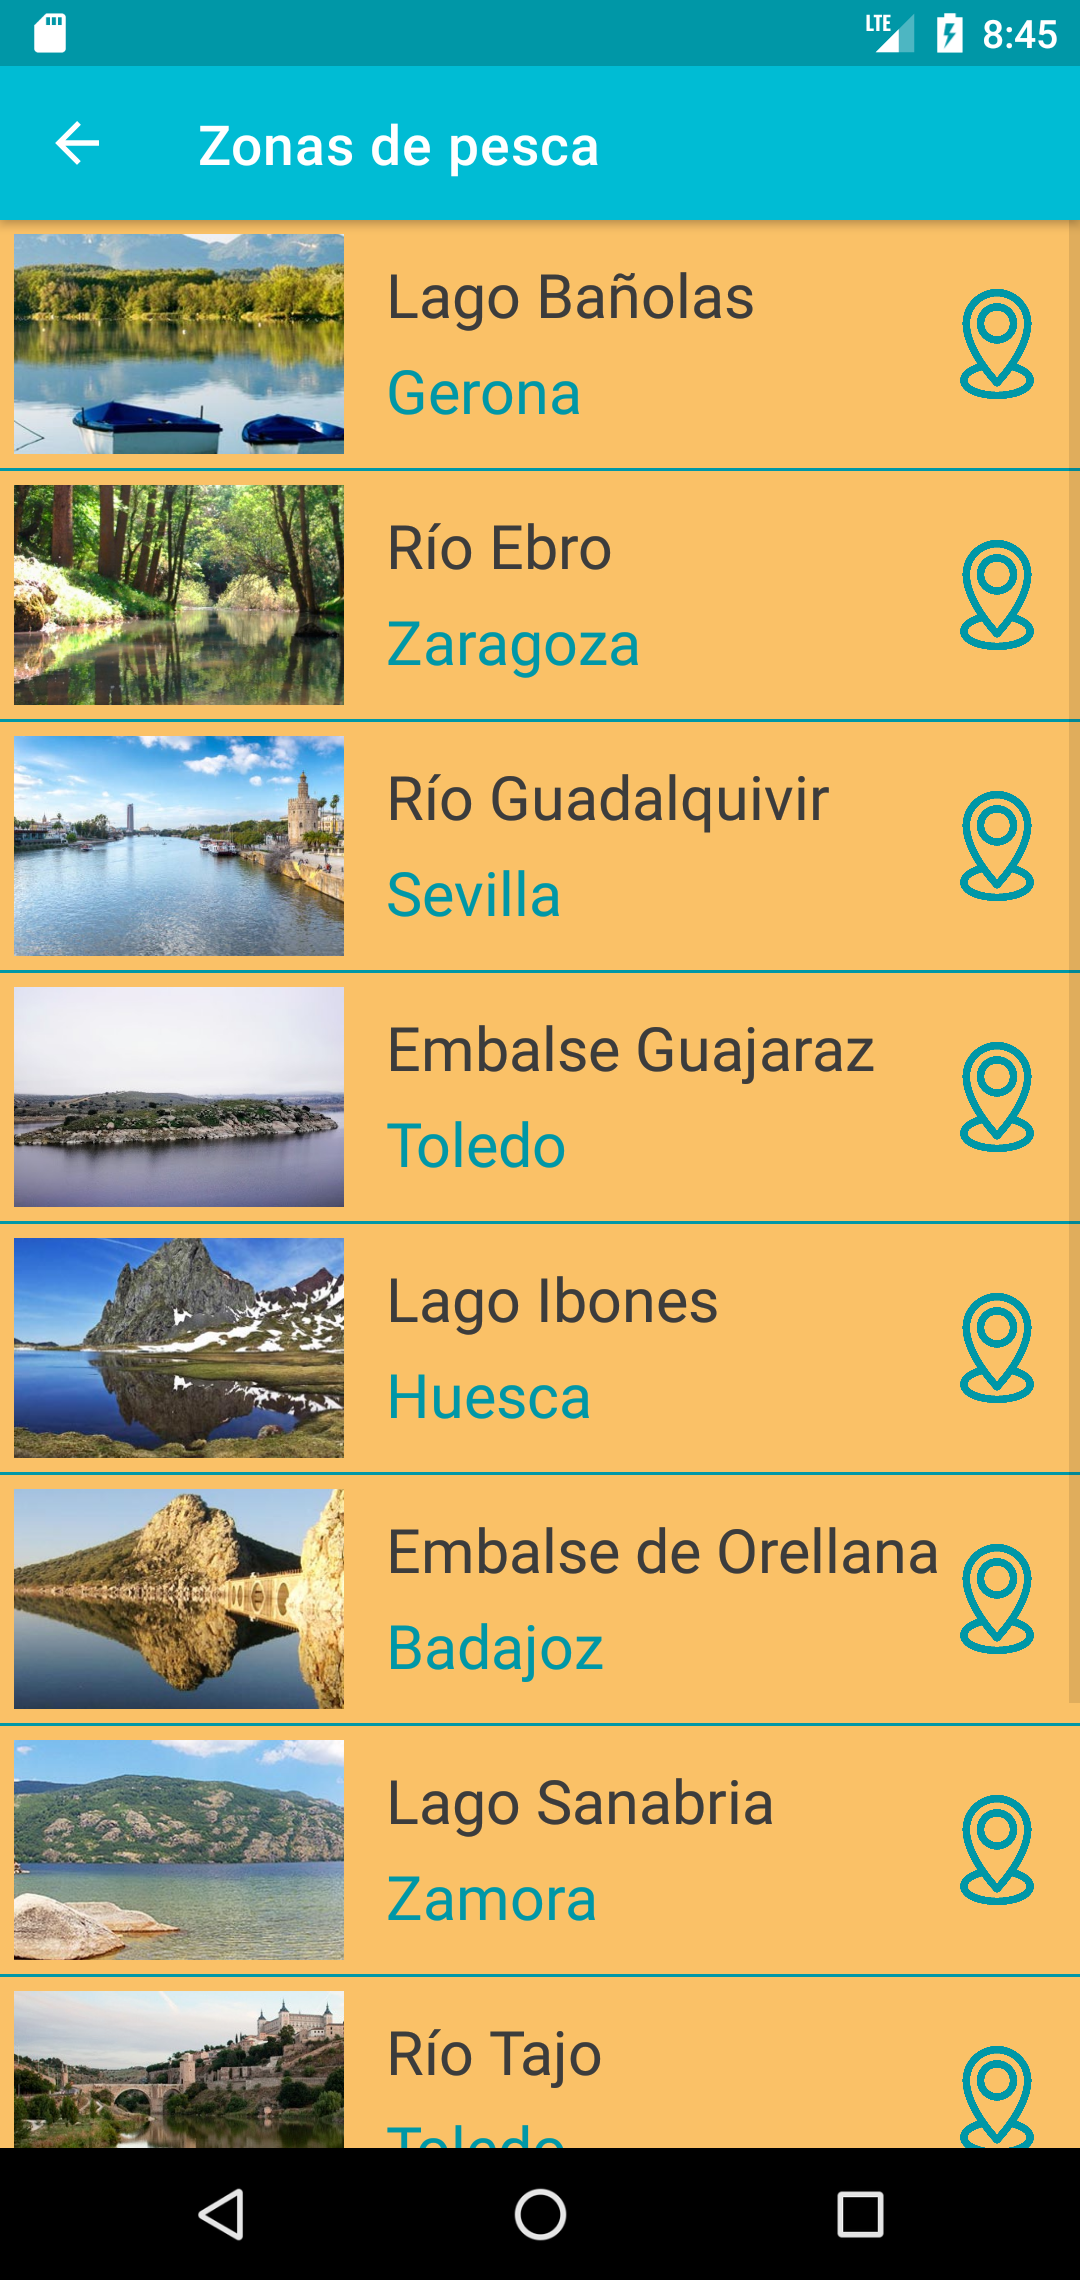 LTE 8:45
Zonas de pesca
Lago Bañolas
Gerona
Río Ebro
Zaragoza
Río Guadalquivir
Sevilla
Embalse Guajaraz
Toledo
Lago Ibones
Huesca
Embalse de Orellana
Badajoz
Lago Sanabria
Zamora
Río Tajo
Toledo